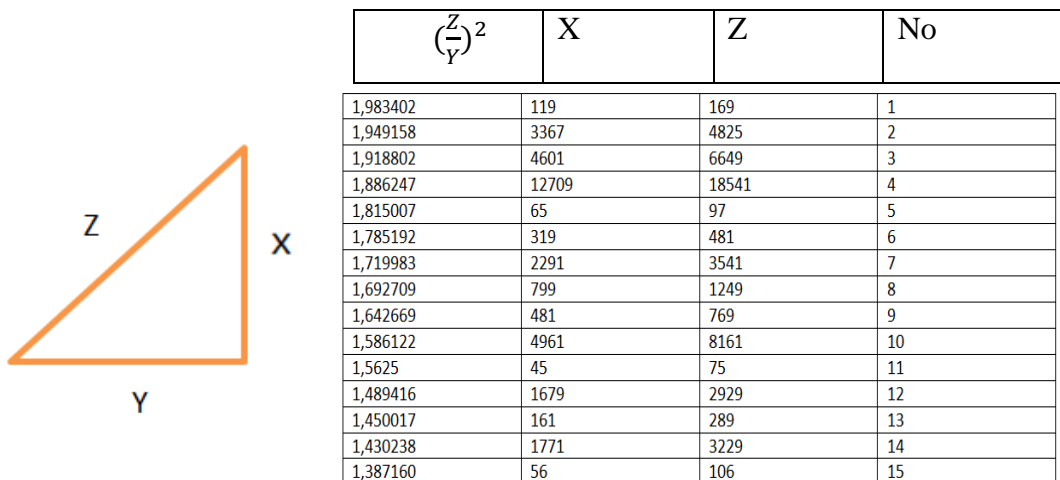 (Z/Y)² X Z No
1,983402 119 169 1
1,949158 3367 4825 2
1,918802 4601 6649 3
1,886247 12709 18541 4
1,815007 65 97 5
1,785192 319 481 6
1,719983 2291 3541 7
1,692709 799 1249 8
1,642669 481 769 9
1,586122 4961 8161 10
1,5625 45 75 11
1,489416 1679 2929 12
1,450017 161 289 13
1,430238 1771 3229 14
1,387160 56 106 15
Z
X
Y